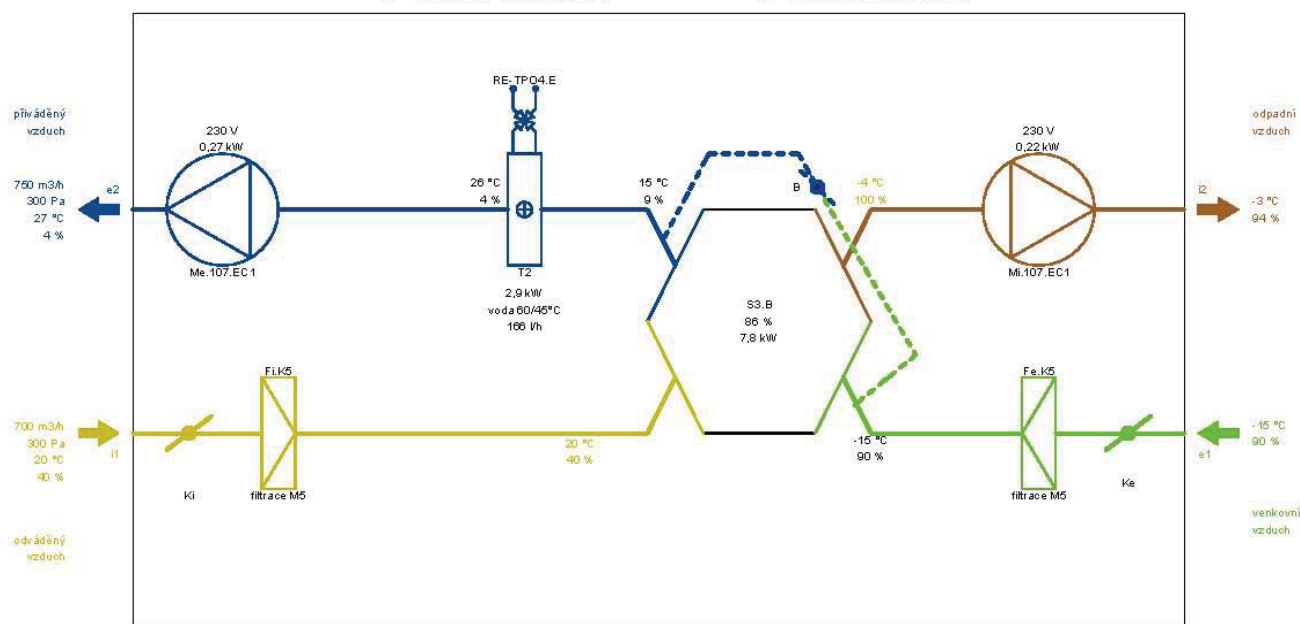 RE-TPO4.E
přiváděný
vzduch
230 V
0,27 kW
750 m3/h
300 Pa
27 °C
4 %
e2
Me.107.EC1
26 °C
4 %
T2
2,9 kW
voda 60/45°C
166 l/h
15 °C
9 %
B
-4 °C
100 %
230 V
0,22 kW
Mi.107.EC1
odpadní
vzduch
i2
-3 °C
94 %
S3.B
86 %
7,8 kW
700 m3/h
300 Pa
20 °C
40 %
i1
Ki
Fi.K5
filtrace M5
20 °C
40 %
-15 °C
90 %
Fe.K5
filtrace M5
Ke
e1
-15 °C
90 %
odváděný
vzduch
venkovní
vzduch